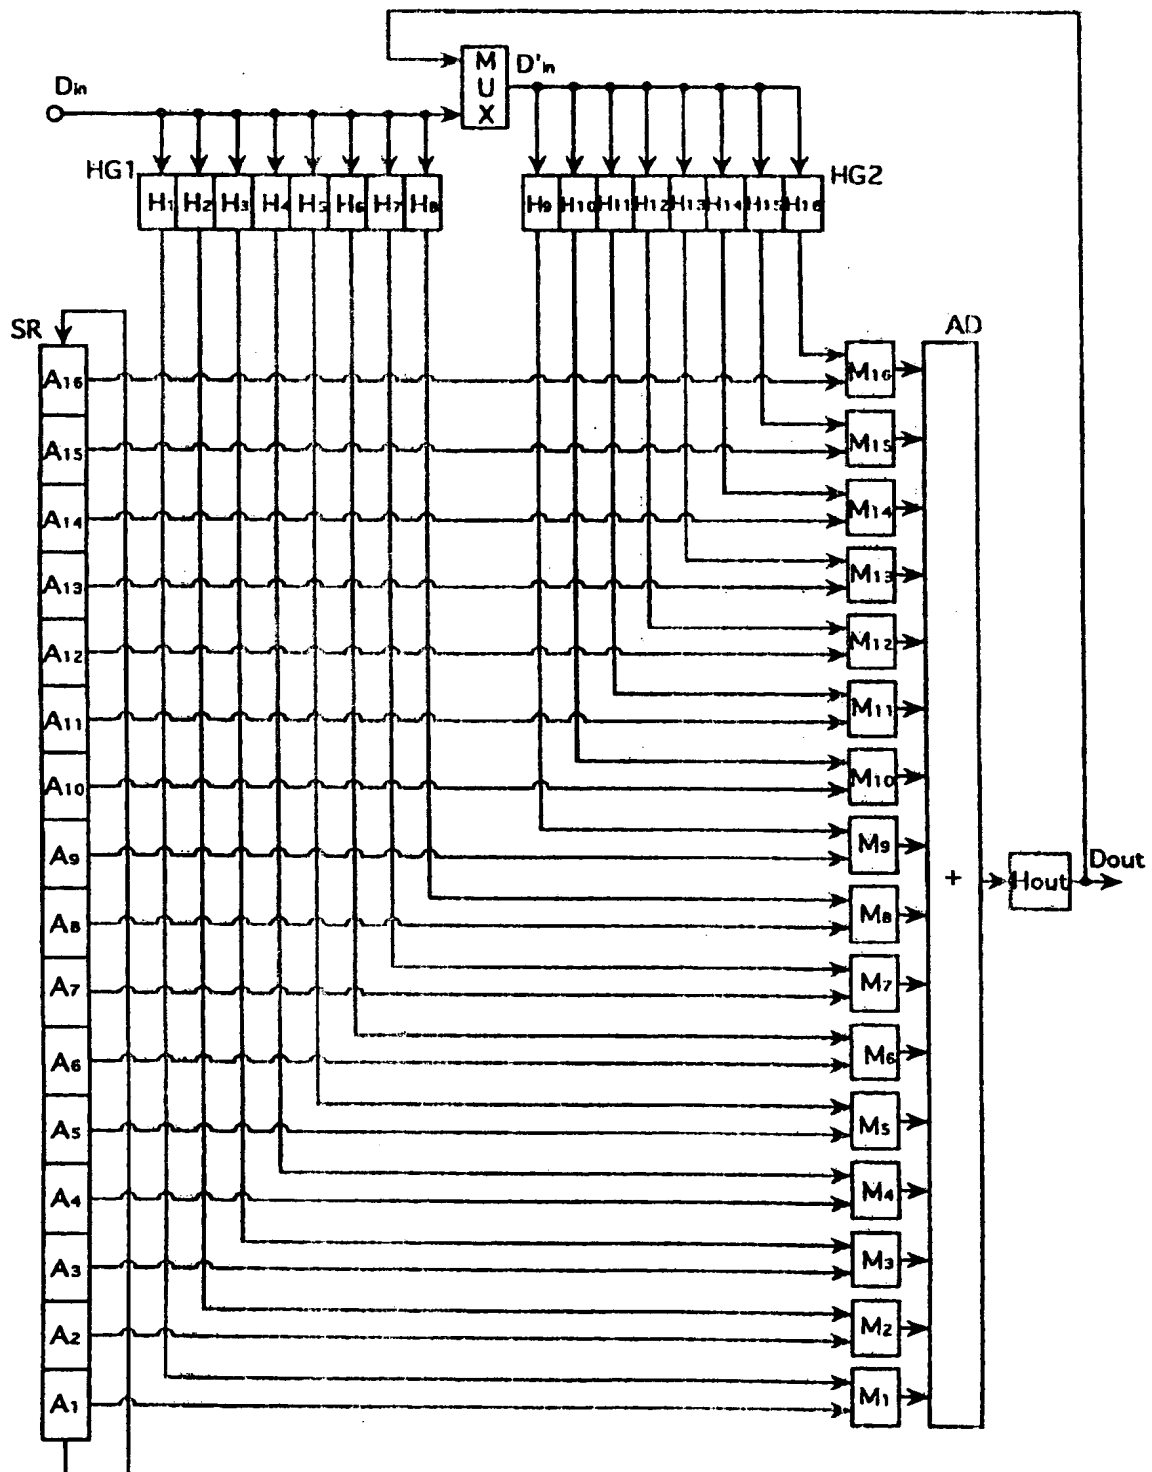 Din
MUX
D'in
HG1
H1 H2 H3 H4 H5 H6 H7 H8
H9 H10 H11 H12 H13 H14 H15 H16
HG2
SR
AD
A16
M16
A15
M15
A14
M14
A13
M13
A12
M12
A11
M11
A10
M10
A9
M9
+
Hout
Dout
A8
M8
A7
M7
A6
M6
A5
M5
A4
M4
A3
M3
A2
M2
A1
M1